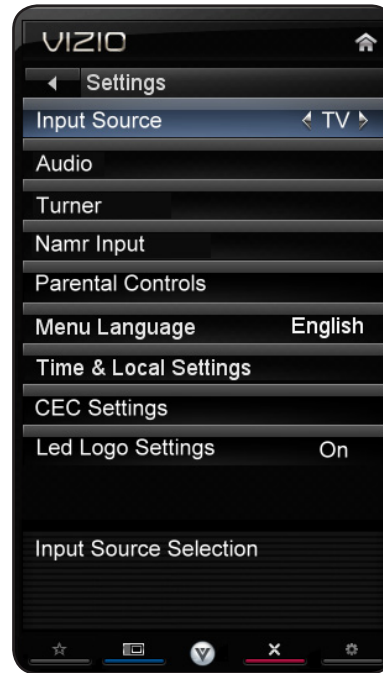 VIZIO
Settings
Input Source TV
Audio
Turner
Namr Input
Parental Controls
Menu Language English
Time & Local Settings
CEC Settings
Led Logo Settings On
Input Source Selection
V